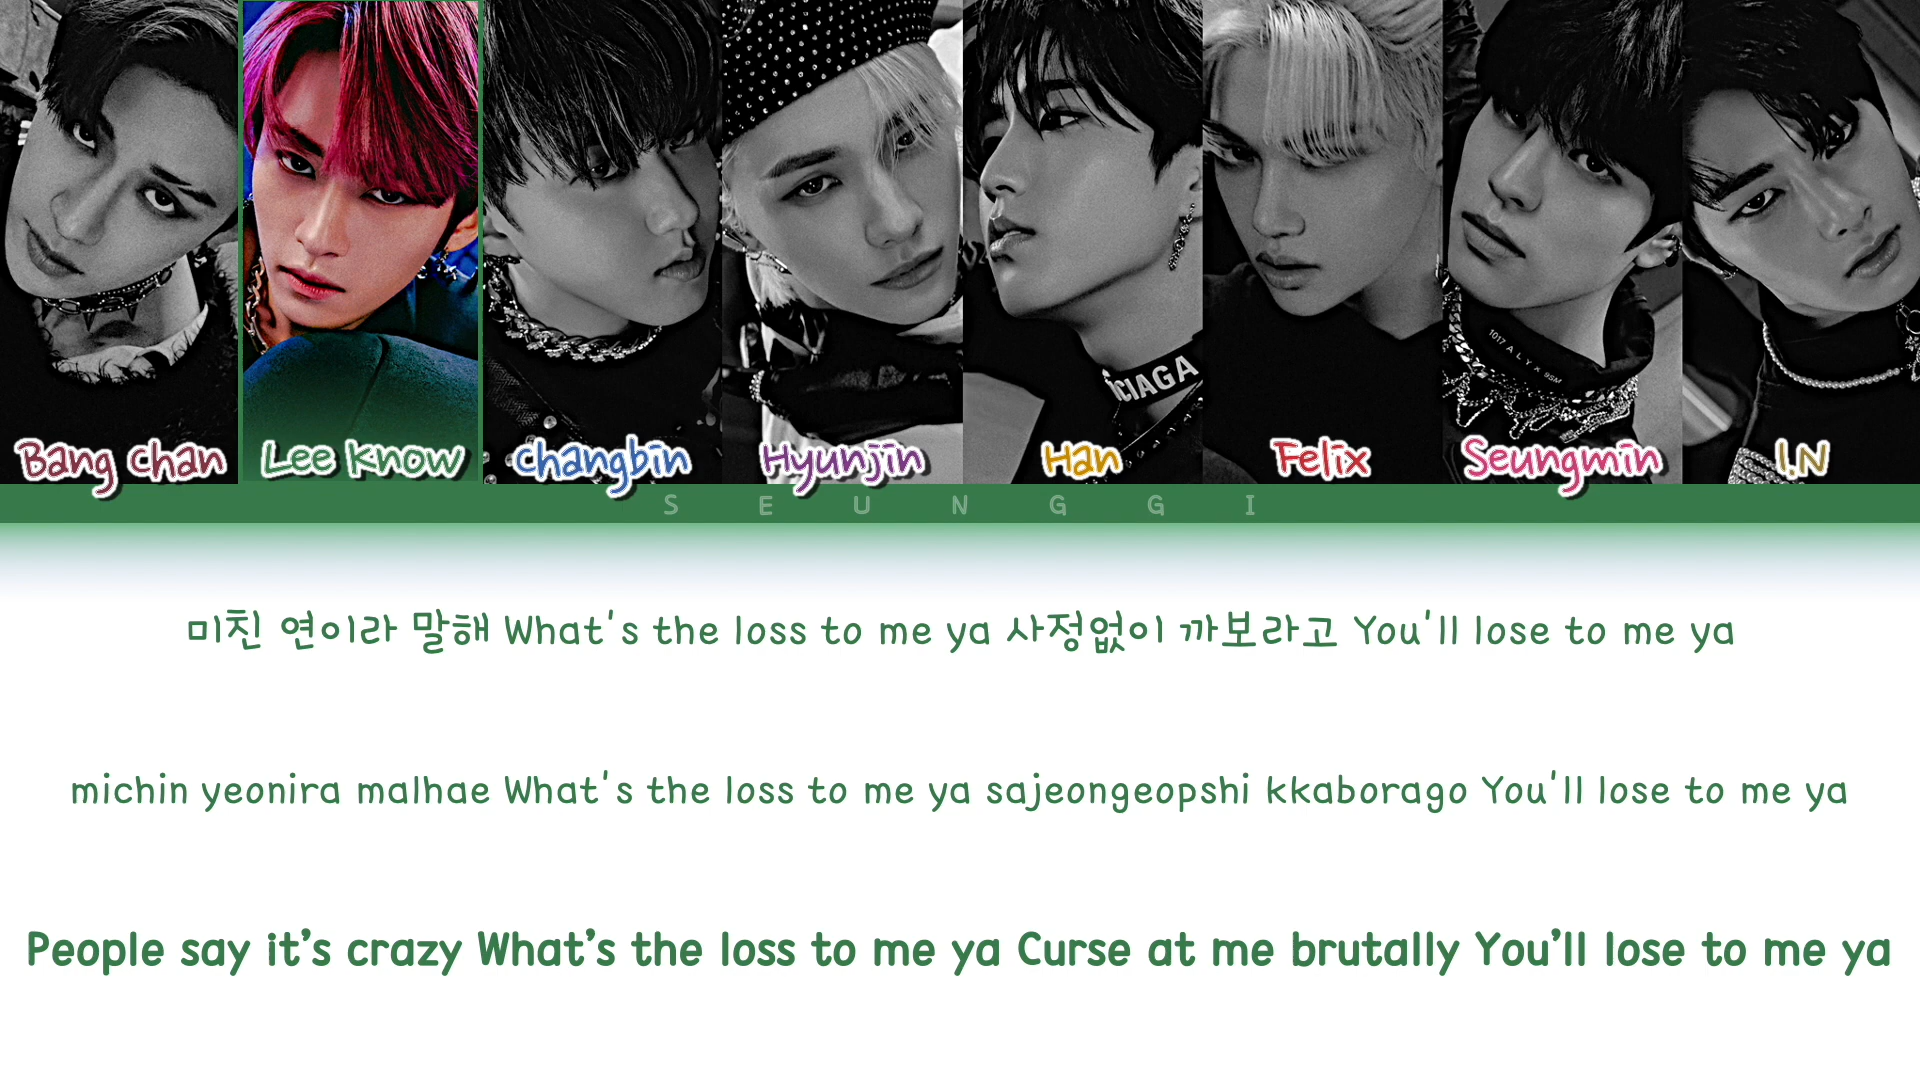 1017 A L Y X 9SM
CIAGA
Bang chan Lee Know changbin Hyunjin Han Felix Seungmin I.N
S E U N G G I
미친 연이라 말해 What's the loss to me ya 사정없이 까보라고 You'll lose to me ya
michin yeonira malhae What's the loss to me ya sajeongeopshi kkaborago You'll lose to me ya
People say it’s crazy What’s the loss to me ya Curse at me brutally You’ll lose to me ya